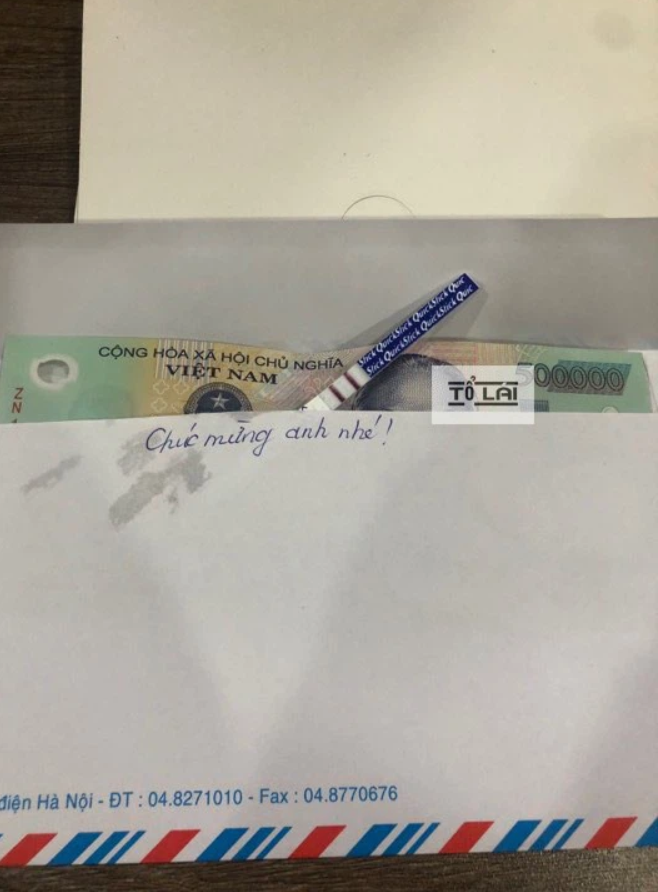 QuickStick QuickStick Quic
Stick QuickStick QuickStick Quic
CỘNG HÒA XÃ HỘI CHỦ NGHĨA
VIỆT NAM
500000
ZN
TỔ LÁI
Chúc mừng anh nhé!
điện Hà Nội - ĐT : 04.8271010 - Fax : 04.8770676